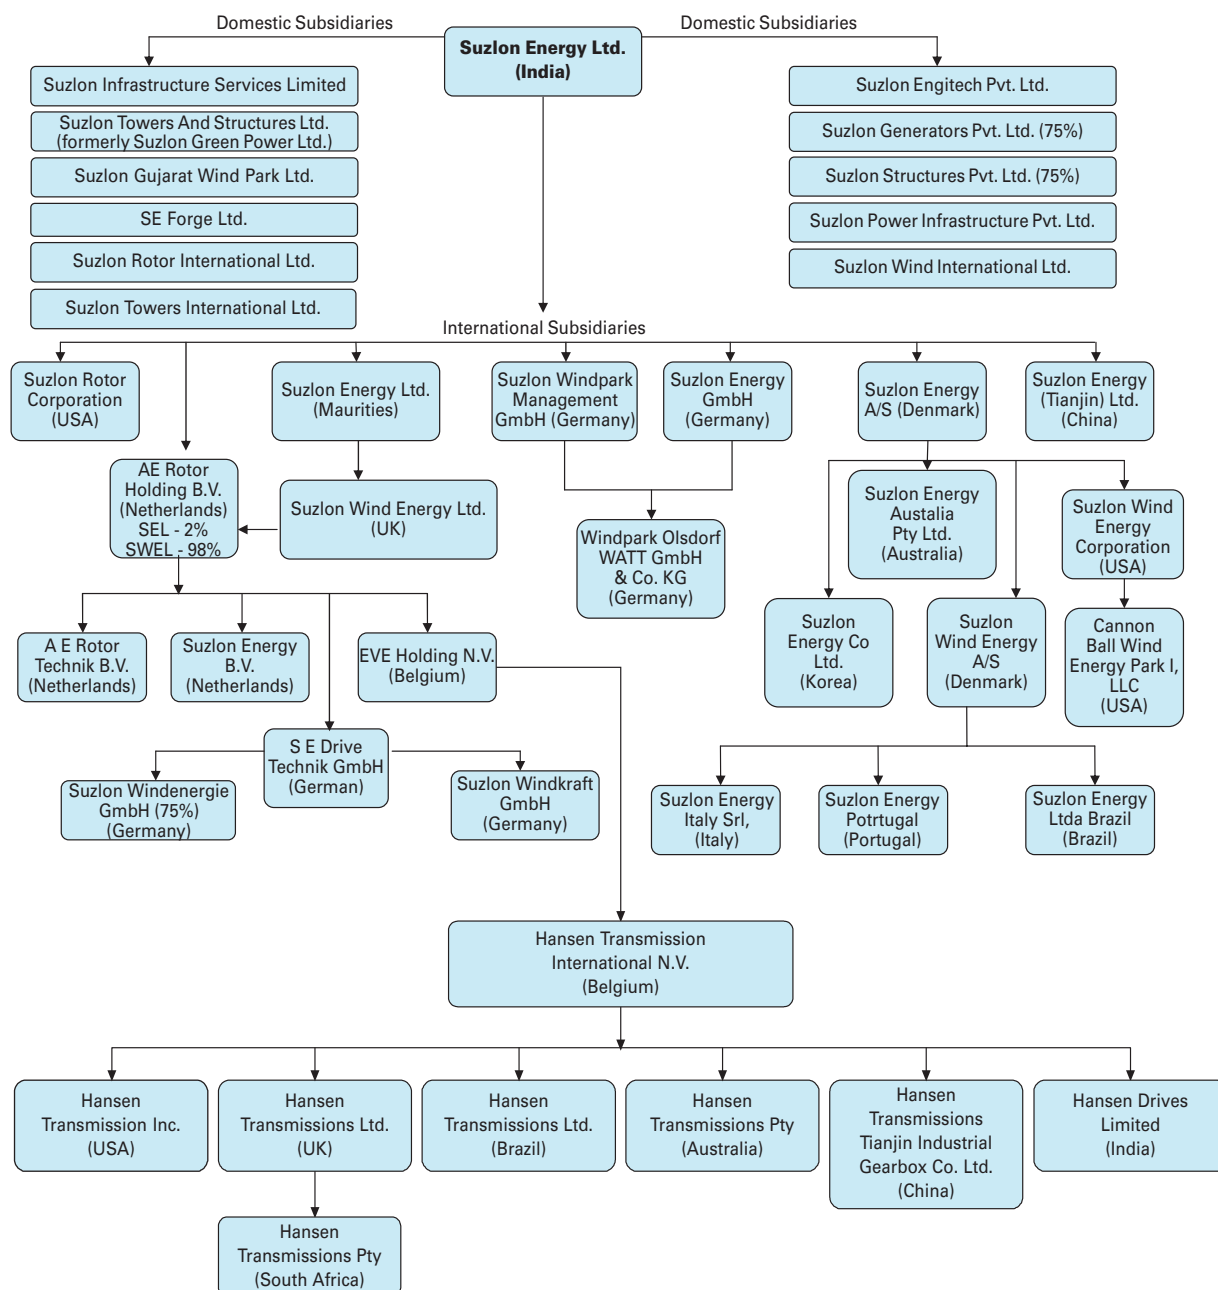 Domestic Subsidiaries
Domestic Subsidiaries
Suzlon Energy Ltd.
(India)
Suzlon Infrastructure Services Limited
Suzlon Towers And Structures Ltd.
(formerly Suzlon Green Power Ltd.)
Suzlon Gujarat Wind Park Ltd.
SE Forge Ltd.
Suzlon Rotor International Ltd.
Suzlon Towers International Ltd.
Suzlon Engitech Pvt. Ltd.
Suzlon Generators Pvt. Ltd. (75%)
Suzlon Structures Pvt. Ltd. (75%)
Suzlon Power Infrastructure Pvt. Ltd.
Suzlon Wind International Ltd.
International Subsidiaries
Suzlon Rotor
Corporation
(USA)
Suzlon Energy Ltd.
(Maurities)
Suzlon Windpark
Management
GmbH (Germany)
Suzlon Energy
GmbH
(Germany)
Suzlon Energy
A/S (Denmark)
Suzlon Energy
(Tianjin) Ltd.
(China)
AE Rotor
Holding B.V.
(Netherlands)
SEL - 2%
SWEL - 98%
Suzlon Wind Energy Ltd.
(UK)
Windpark Olsdorf
WATT GmbH
& Co. KG
(Germany)
Suzlon Energy
Austalia
Pty Ltd.
(Australia)
Suzlon Wind
Energy
Corporation
(USA)
A E Rotor
Technik B.V.
(Netherlands)
Suzlon Energy
B.V.
(Netherlands)
EVE Holding N.V.
(Belgium)
Suzlon
Energy Co
Ltd.
(Korea)
Suzlon
Wind Energy
A/S
(Denmark)
Cannon
Ball Wind
Energy Park I,
LLC
(USA)
S E Drive
Technik GmbH
(German)
Suzlon Windenergie
GmbH (75%)
(Germany)
Suzlon Windkraft
GmbH
(Germany)
Suzlon Energy
Italy Srl,
(Italy)
Suzlon Energy
Potrtugal
(Portugal)
Suzlon Energy
Ltda Brazil
(Brazil)
Hansen Transmission
International N.V.
(Belgium)
Hansen
Transmission Inc.
(USA)
Hansen
Transmissions Ltd.
(UK)
Hansen
Transmissions Ltd.
(Brazil)
Hansen
Transmissions Pty
(Australia)
Hansen
Transmissions
Tianjin Industrial
Gearbox Co. Ltd.
(China)
Hansen Drives
Limited
(India)
Hansen
Transmissions Pty
(South Africa)